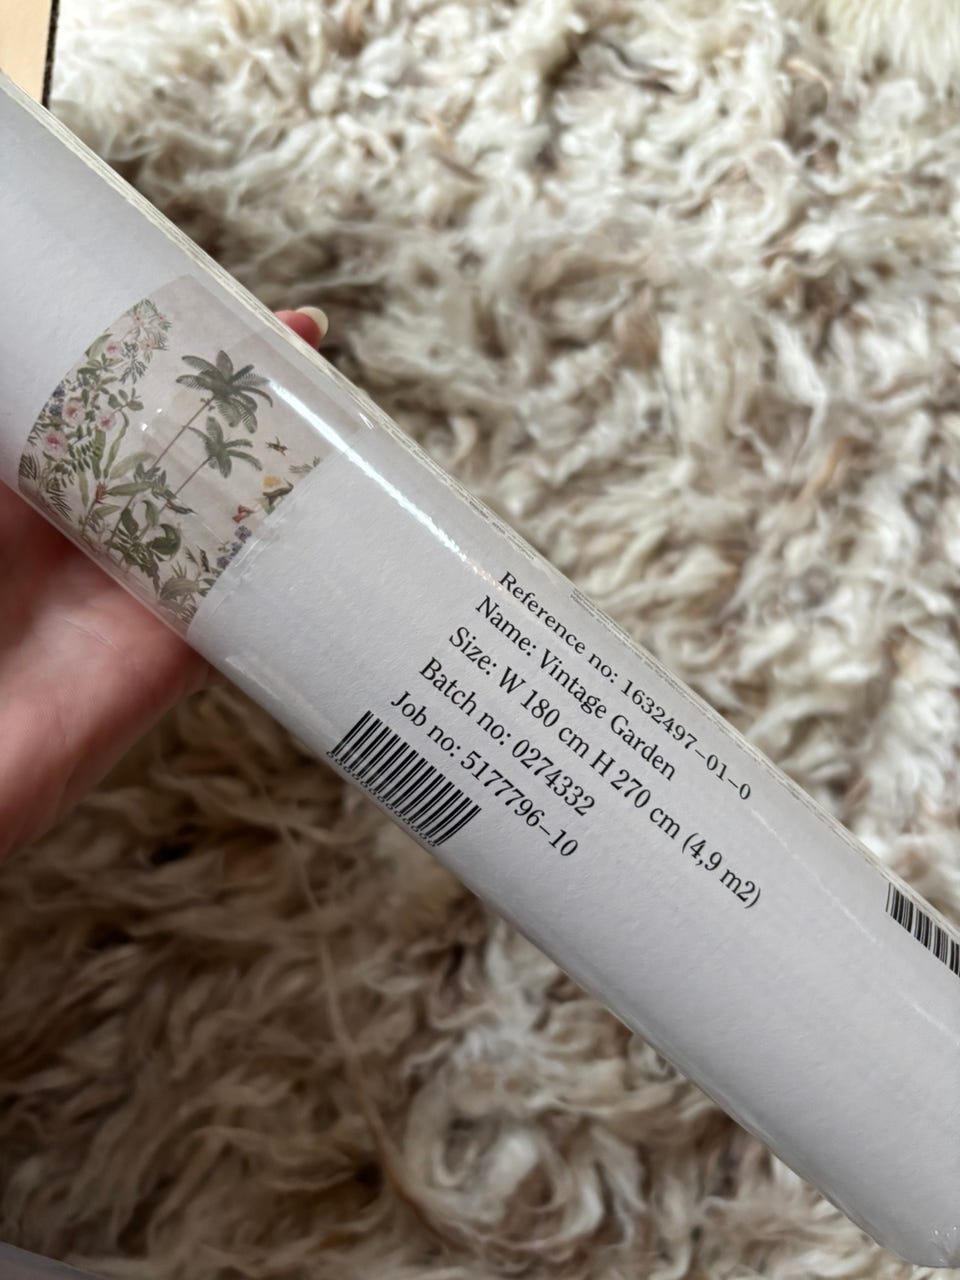 Reference no: 1632497–01–0
Name: Vintage Garden
Size: W 180 cm H 270 cm (4,9 m2)
Batch no: 0274332
Job no: 5177796–10